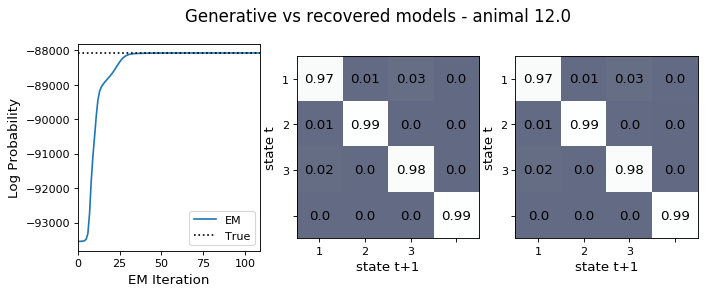 Generative vs recovered models - animal 12.0
Log Probability
−88000
−89000
−90000
−91000
−92000
−93000
0 25 50 75 100
EM Iteration
EM
True
state t
1 0.97 0.01 0.03 0.0
2 0.01 0.99 0.0 0.0
3 0.02 0.0 0.98 0.0
0.0 0.0 0.0 0.99
1 2 3
state t+1
state t
1 0.97 0.01 0.03 0.0
2 0.01 0.99 0.0 0.0
3 0.02 0.0 0.98 0.0
0.0 0.0 0.0 0.99
1 2 3
state t+1